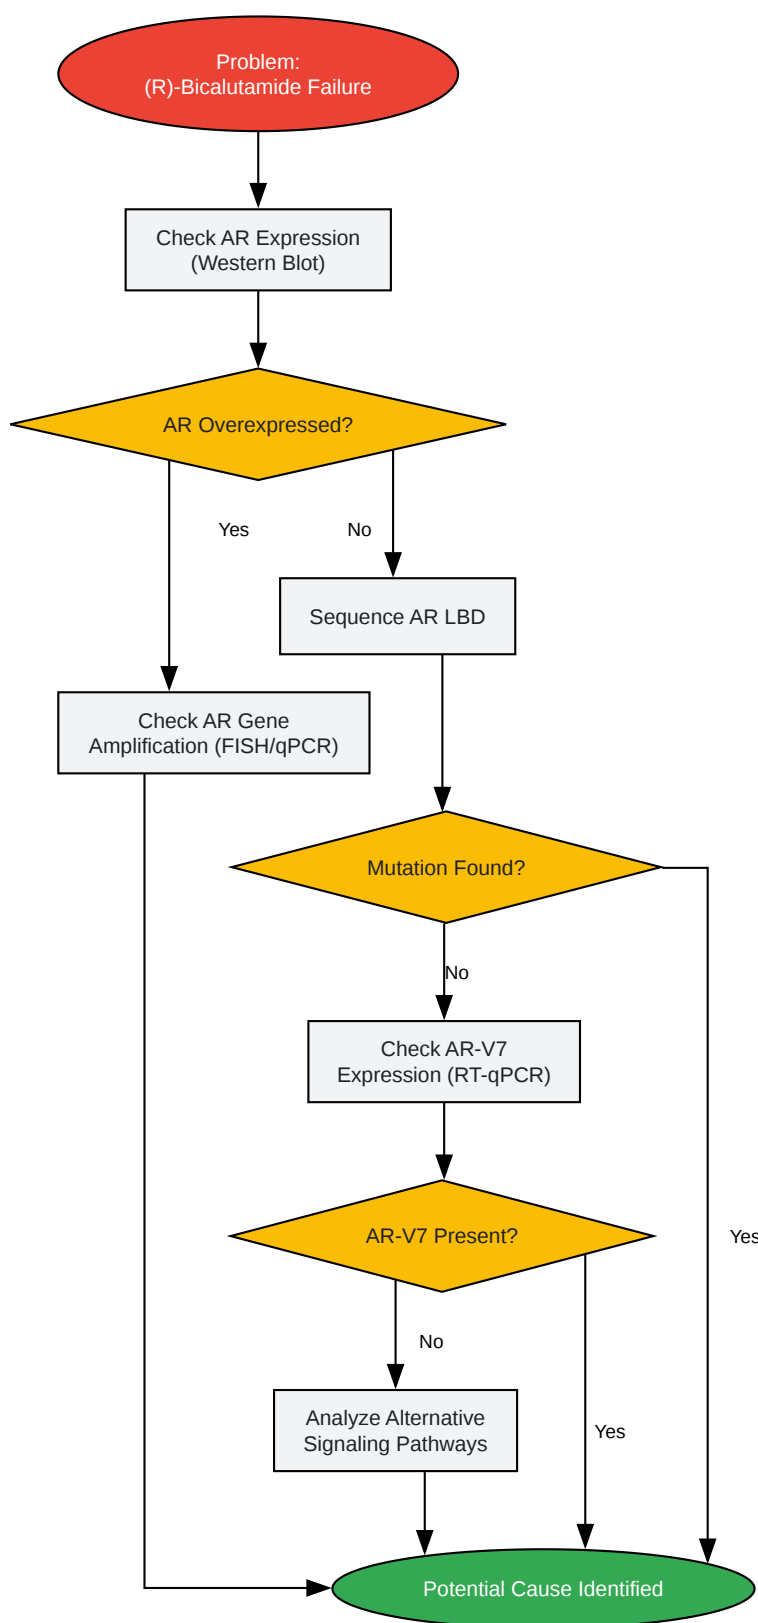 Problem:
(R)-Bicalutamide Failure
Check AR Expression
(Western Blot)
AR Overexpressed?
Yes
No
Sequence AR LBD
Check AR Gene
Amplification (FISH/qPCR)
Mutation Found?
No
Check AR-V7
Expression (RT-qPCR)
AR-V7 Present?
Yes
No
Analyze Alternative
Signaling Pathways
Yes
Potential Cause Identified